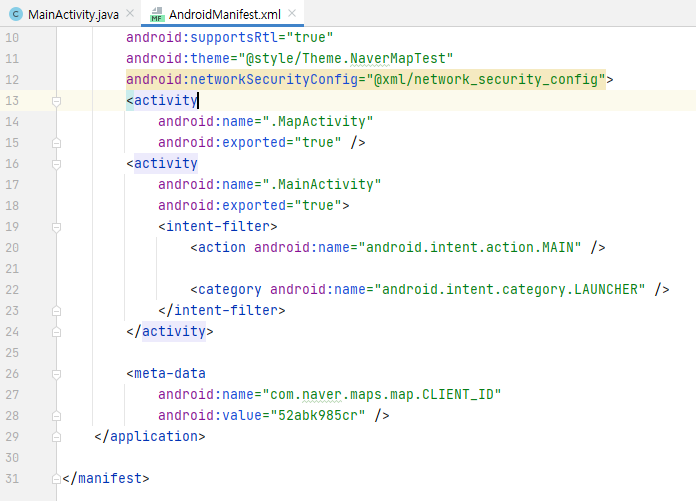 MainActivity.java AndroidManifest.xml
10 android:supportsRtl="true"
11 android:theme="@style/Theme.NaverMapTest"
12 android:networkSecurityConfig="@xml/network_security_config">
13 <activity
14 android:name=".MapActivity"
15 android:exported="true" />
16 <activity
17 android:name=".MainActivity"
18 android:exported="true">
19 <intent-filter>
20 <action android:name="android.intent.action.MAIN" />
21
22 <category android:name="android.intent.category.LAUNCHER" />
23 </intent-filter>
24 </activity>
25
26 <meta-data
27 android:name="com.naver.maps.map.CLIENT_ID"
28 android:value="52abk985cr" />
29 </application>
30
31 </manifest>